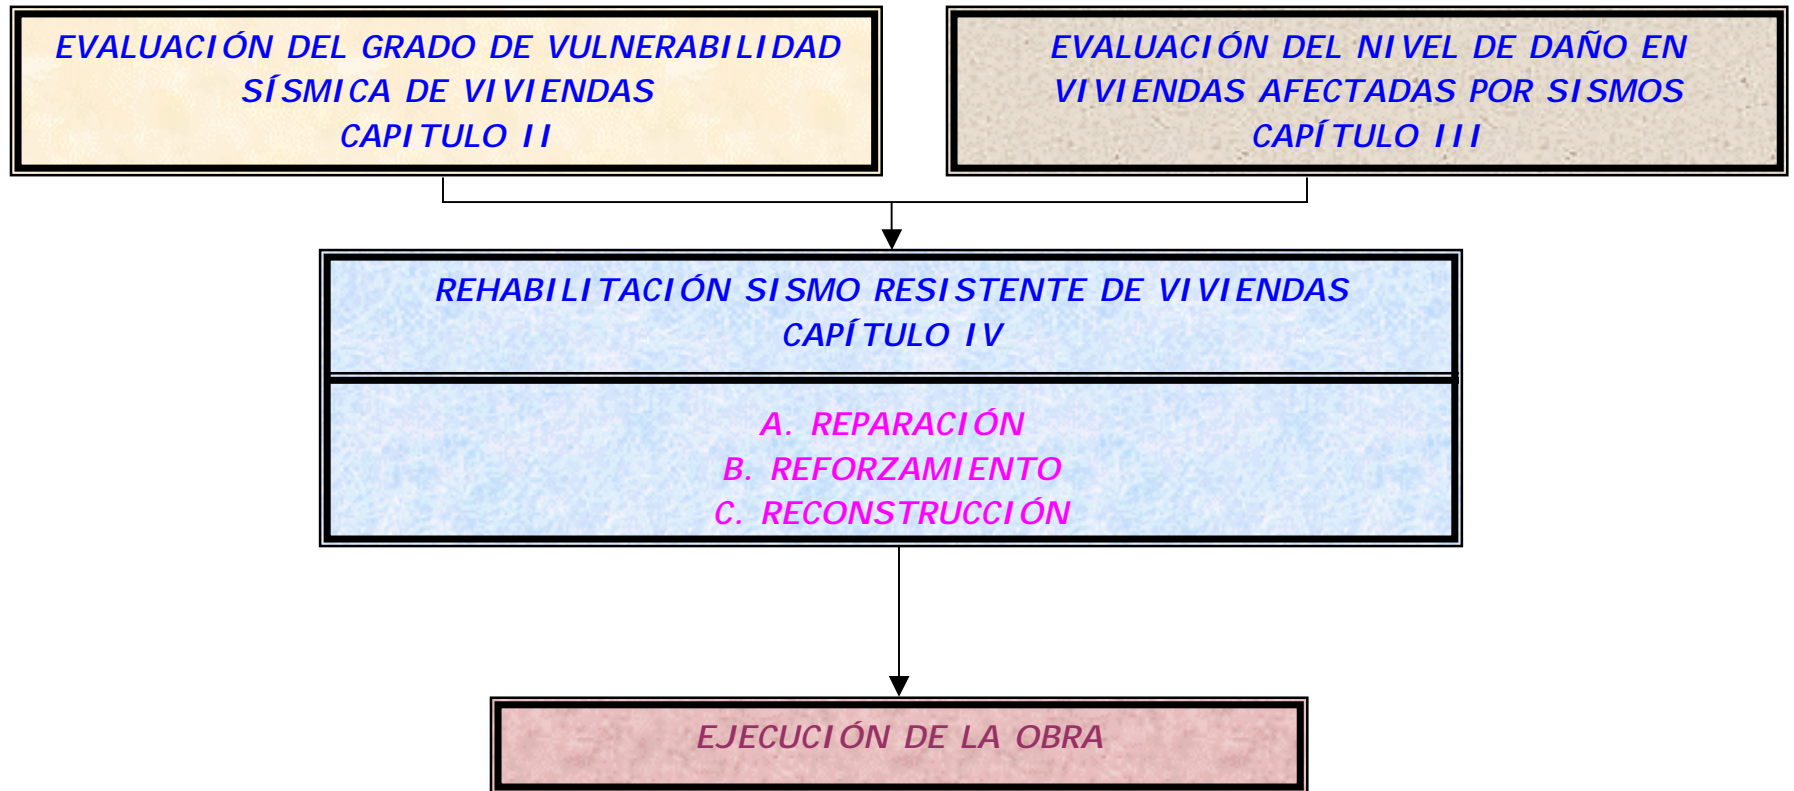 EVALUACIÓN DEL GRADO DE VULNERABILIDAD
SÍSMICA DE VIVIENDAS
CAPITULO II
EVALUACIÓN DEL NIVEL DE DAÑO EN
VIVIENDAS AFECTADAS POR SISMOS
CAPÍTULO III
REHABILITACIÓN SISMO RESISTENTE DE VIVIENDAS
CAPÍTULO IV
A. REPARACIÓN
B. REFORZAMIENTO
C. RECONSTRUCCIÓN
EJECUCIÓN DE LA OBRA